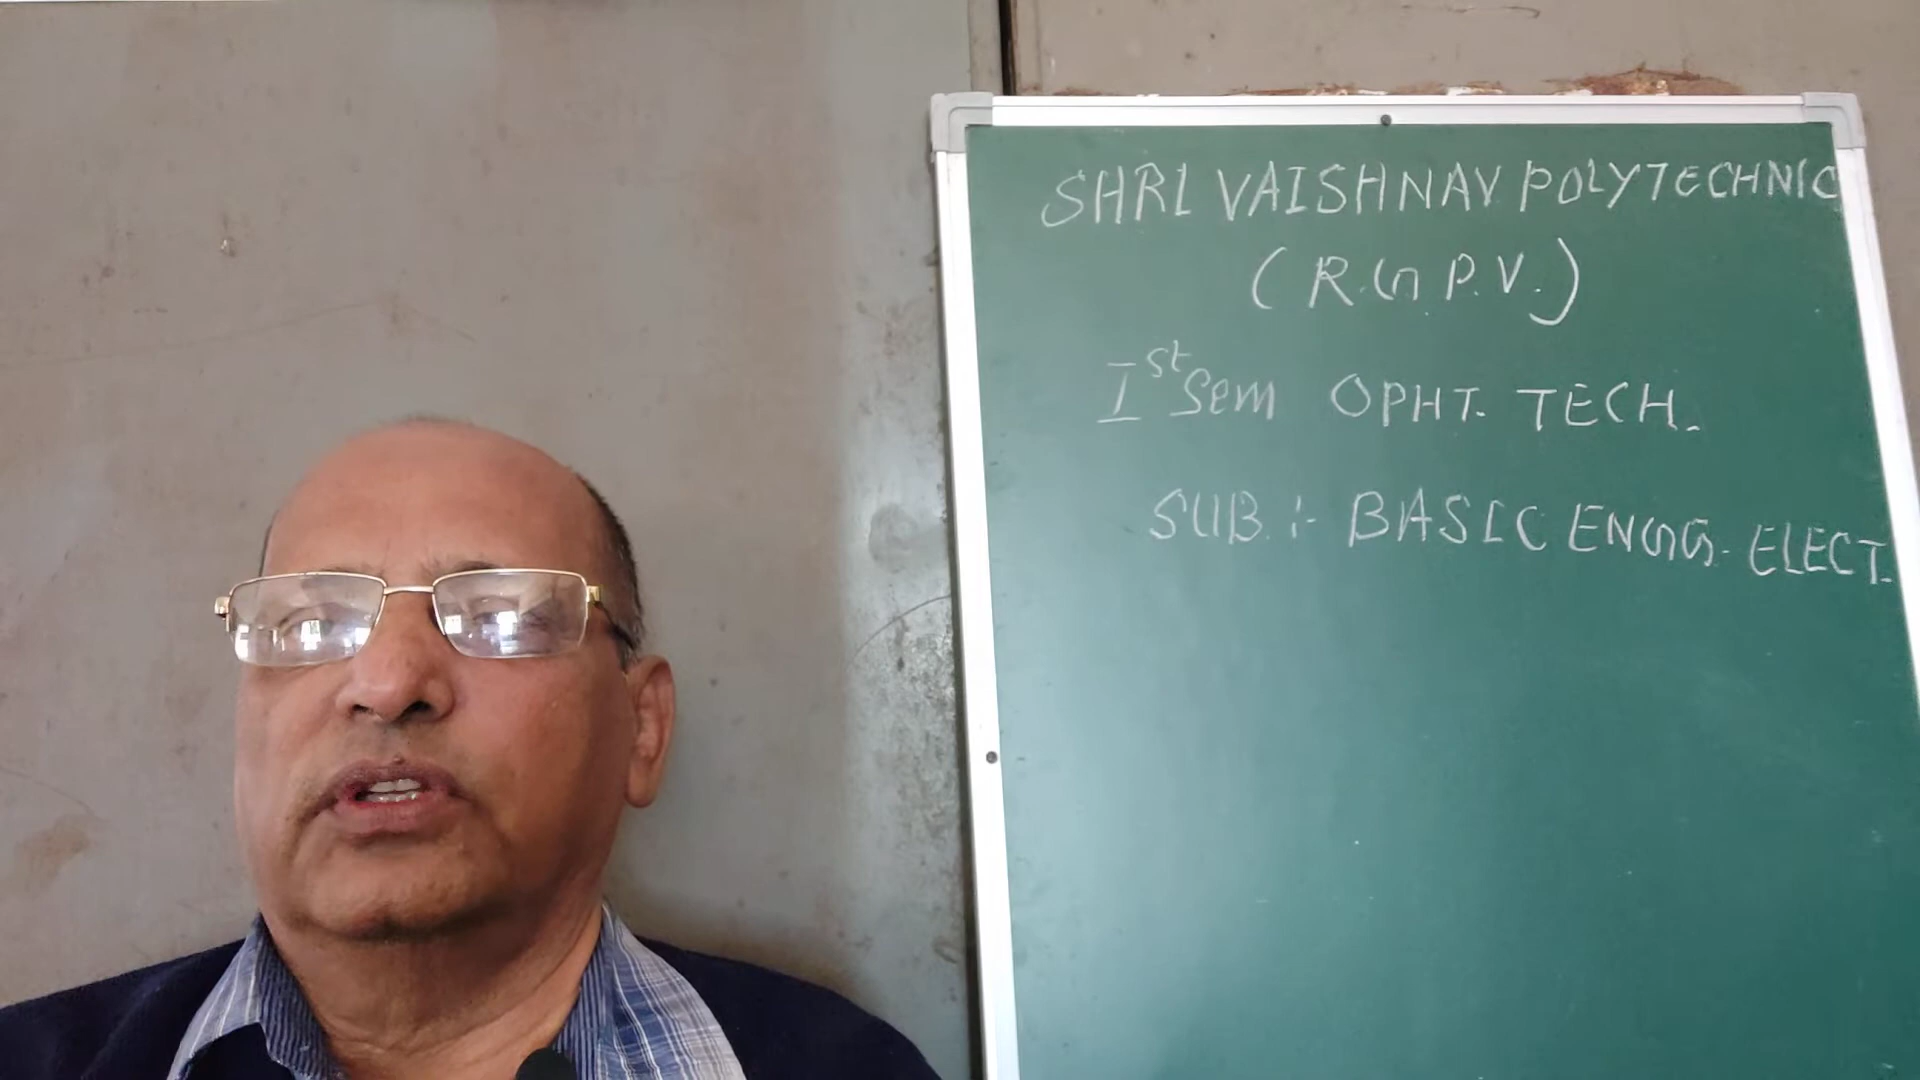 SHRI VAISHNAV POLYTECHNIC
(R.G.P.V.)
Ist Sem OPHT. TECH.
SUB :- BASIC ENGG. ELECT.